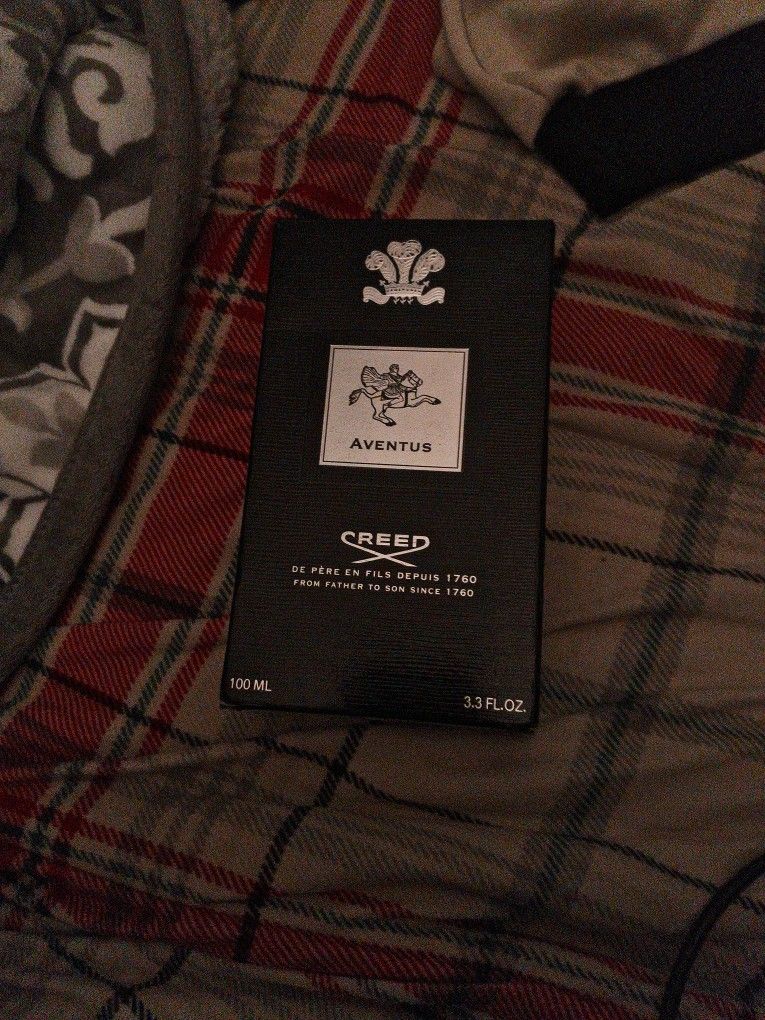 AVENTUS
CREED
DE PÈRE EN FILS DEPUIS 1760
FROM FATHER TO SON SINCE 1760
100 ML
3.3 FL.OZ.